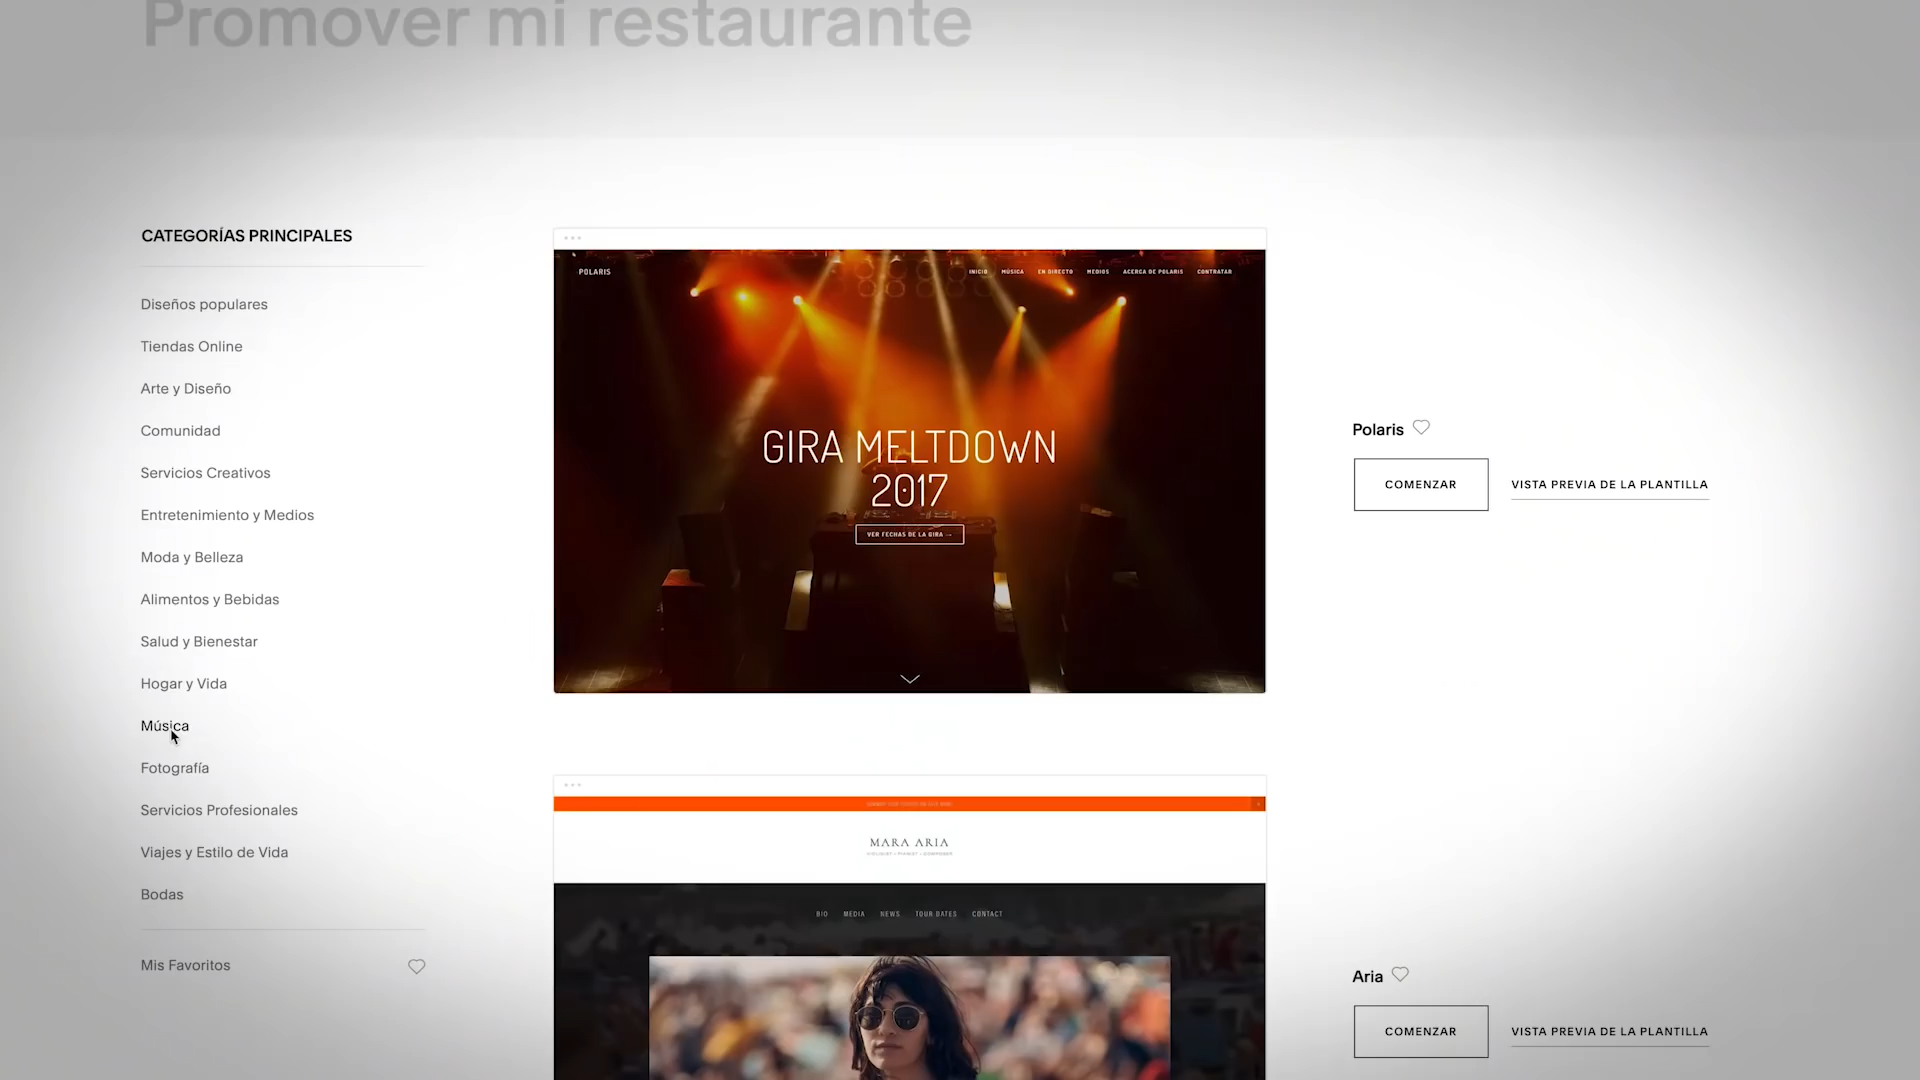 Promover mi restaurante
CATEGORÍAS PRINCIPALES
Diseños populares
Tiendas Online
Arte y Diseño
Comunidad
Servicios Creativos
Entretenimiento y Medios
Moda y Belleza
Alimentos y Bebidas
Salud y Bienestar
Hogar y Vida
Música
Fotografía
Servicios Profesionales
Viajes y Estilo de Vida
Bodas
Mis Favoritos
POLARIS
INICIO MÚSICA EN DIRECTO MEDIOS ACERCA DE POLARIS CONTRATAR
GIRA MELTDOWN
2017
VER FECHAS DE LA GIRA →
Polaris
COMENZAR
VISTA PREVIA DE LA PLANTILLA
MARA ARIA
VIOLINIST + PIANIST + COMPOSER
BIO MEDIA NEWS TOUR DATES CONTACT
Aria
COMENZAR
VISTA PREVIA DE LA PLANTILLA